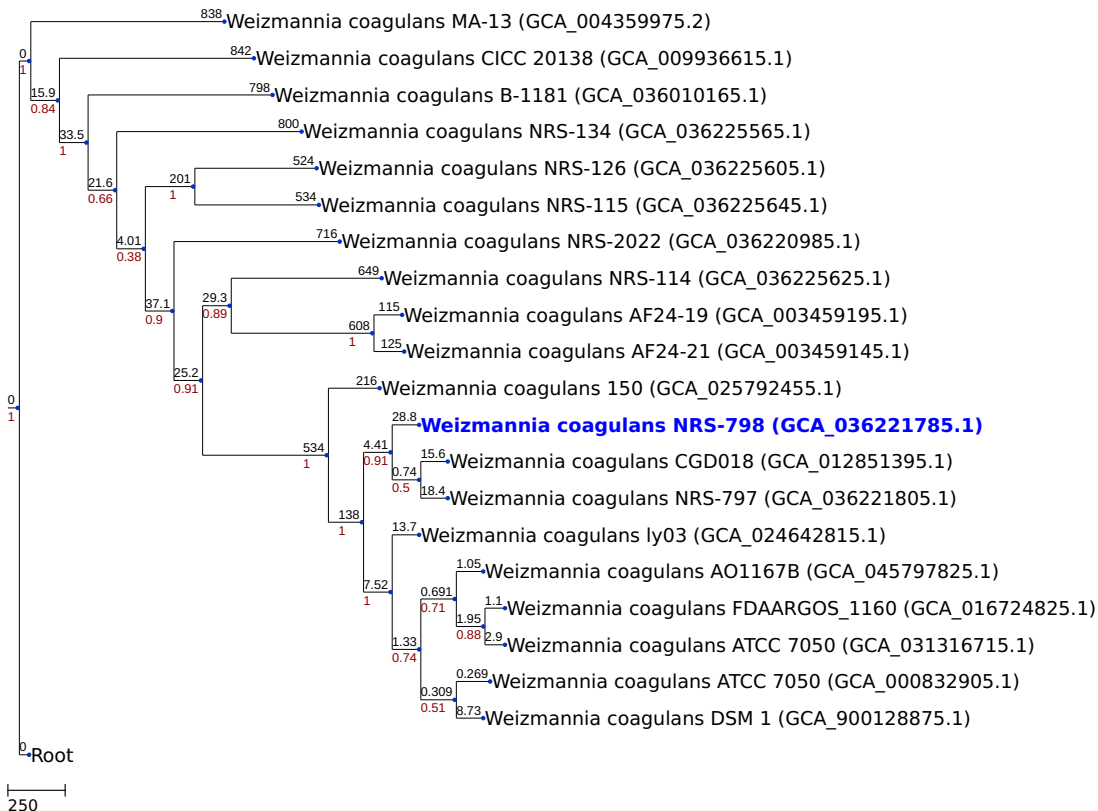 838 Weizmannia coagulans MA-13 (GCA_004359975.2)
842 Weizmannia coagulans CICC 20138 (GCA_009936615.1)
0
1
15.9
0.84
798 Weizmannia coagulans B-1181 (GCA_036010165.1)
33.5
1
800 Weizmannia coagulans NRS-134 (GCA_036225565.1)
21.6
0.66
524 Weizmannia coagulans NRS-126 (GCA_036225605.1)
201
1
534 Weizmannia coagulans NRS-115 (GCA_036225645.1)
4.01
0.38
716 Weizmannia coagulans NRS-2022 (GCA_036220985.1)
37.1
0.9
649 Weizmannia coagulans NRS-114 (GCA_036225625.1)
29.3
0.89
115 Weizmannia coagulans AF24-19 (GCA_003459195.1)
608
1
125 Weizmannia coagulans AF24-21 (GCA_003459145.1)
25.2
0.91
216 Weizmannia coagulans 150 (GCA_025792455.1)
0
1
28.8 Weizmannia coagulans NRS-798 (GCA_036221785.1)
534
1
4.41
0.91
15.6 Weizmannia coagulans CGD018 (GCA_012851395.1)
0.74
0.5
18.4 Weizmannia coagulans NRS-797 (GCA_036221805.1)
138
1
13.7 Weizmannia coagulans ly03 (GCA_024642815.1)
1.05 Weizmannia coagulans AO1167B (GCA_045797825.1)
7.52
1
0.691
0.71
1.1 Weizmannia coagulans FDAARGOS_1160 (GCA_016724825.1)
1.95
0.88
2.9 Weizmannia coagulans ATCC 7050 (GCA_031316715.1)
1.33
0.74
0.269 Weizmannia coagulans ATCC 7050 (GCA_000832905.1)
0.309
0.51
8.73 Weizmannia coagulans DSM 1 (GCA_900128875.1)
0 Root
250